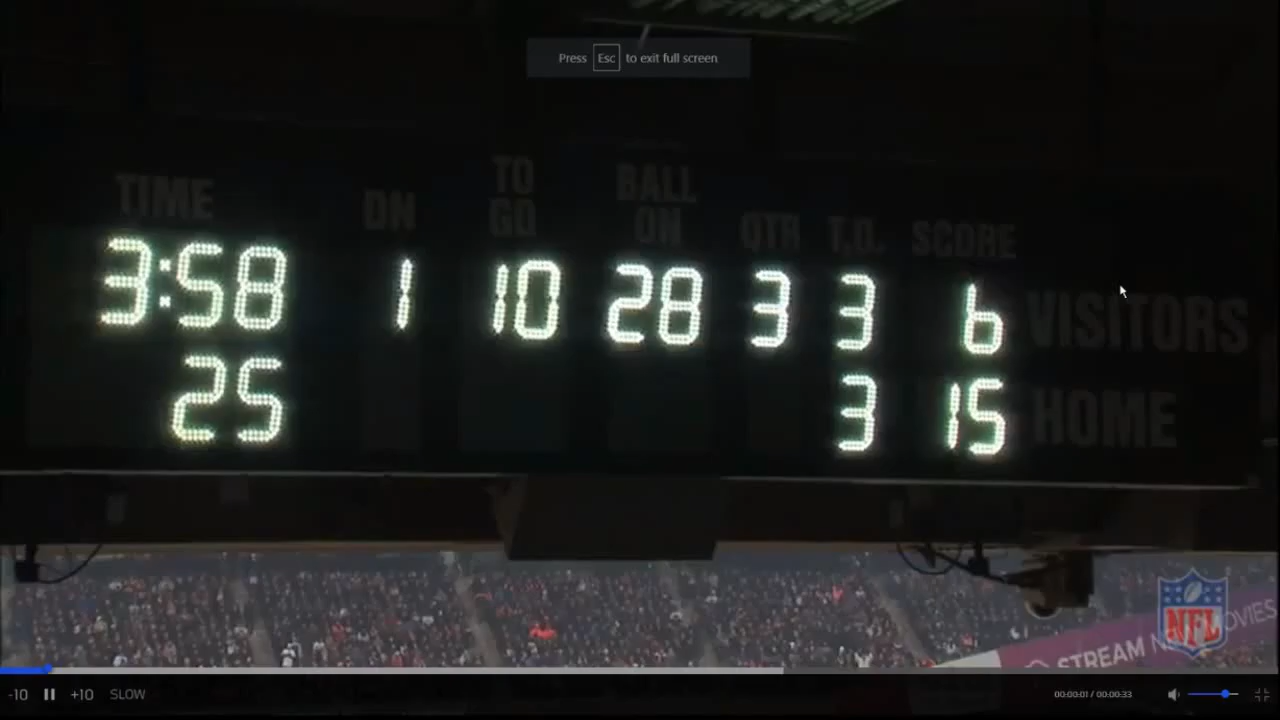 Press Esc to exit full screen
TIME DN TO GO BALL ON QTR T.O. SCORE
3:58 1 10 28 3 3 6 VISITORS
25 3 15 HOME
NFL
STREAM MOVIES
-10 +10 SLOW 00:00:01 / 00:00:33